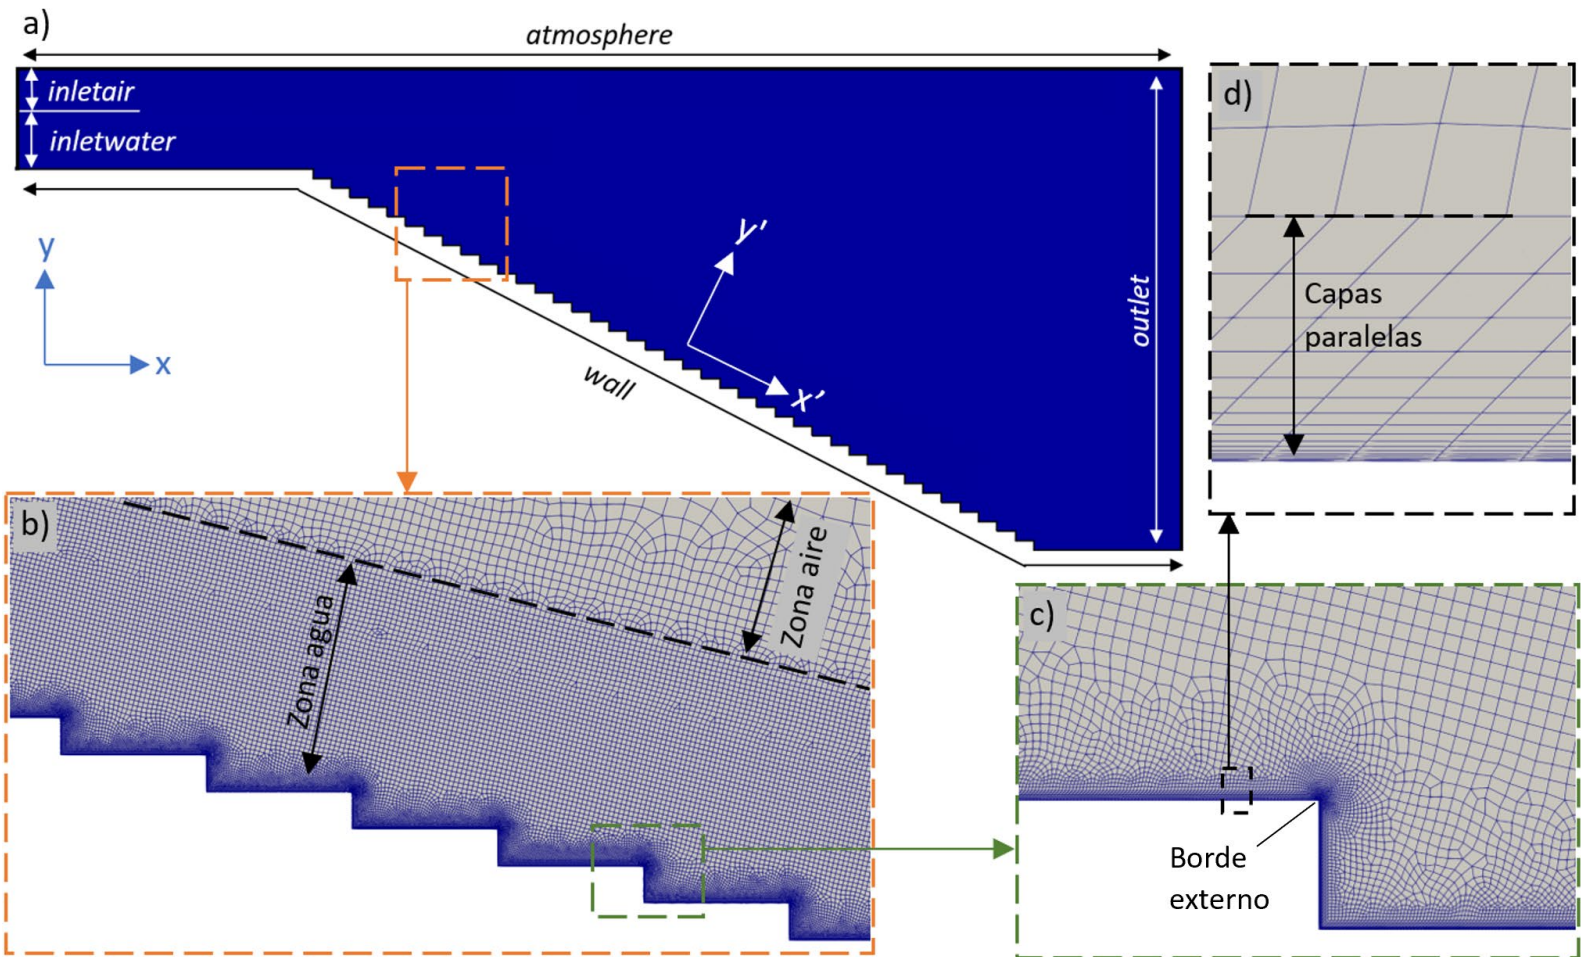 a)
atmosphere
inletair
inletwater
y
x
y'
x'
wall
outlet
d)
Capas
paralelas
b)
Zona agua
Zona aire
c)
Borde
externo